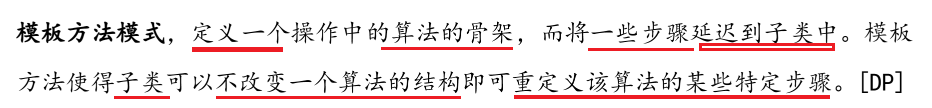 模板方法模式，定义一个操作中的算法的骨架，而将一些步骤延迟到子类中。模板
方法使得子类可以不改变一个算法的结构即可重定义该算法的某些特定步骤。[DP]